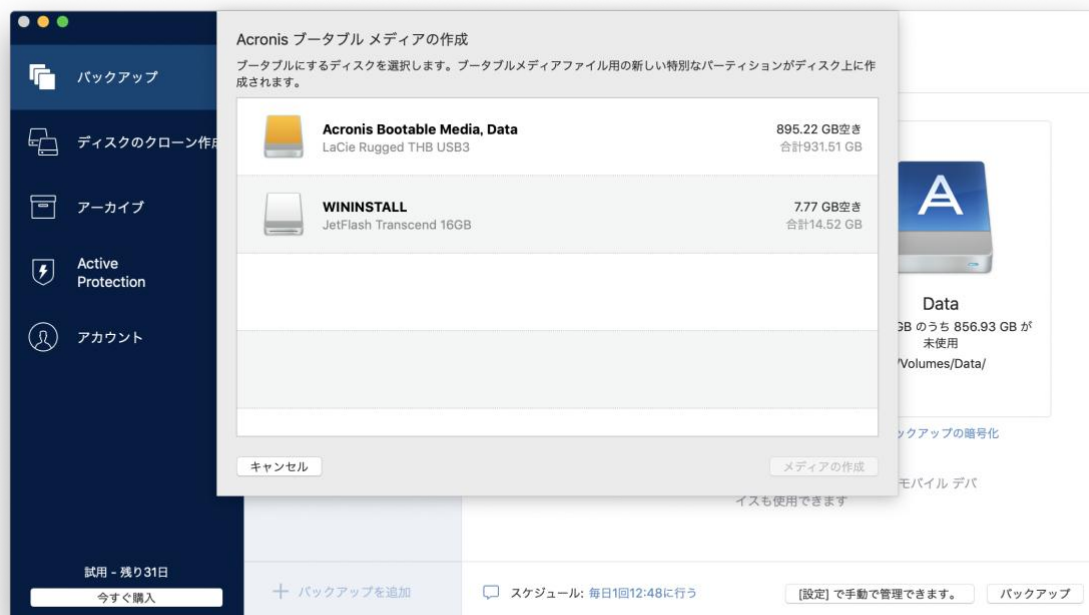 バックアップ
ディスクのクローン作成
アーカイブ
Active
Protection
アカウント
試用 - 残り31日
今すぐ購入
Acronis ブータブル メディアの作成
ブータブルにするディスクを選択します。ブータブルメディアファイル用の新しい特別なパーティションがディスク上に作
成されます。
Acronis Bootable Media, Data
895.22 GB空き
LaCie Rugged THB USB3
合計931.51 GB
WININSTALL
7.77 GB空き
JetFlash Transcend 16GB
合計14.52 GB
キャンセル
メディアの作成
Data
GB のうち 856.93 GB が
未使用
/Volumes/Data/
ックアップの暗号化
モバイル デバ
イスも使用できます
バックアップを追加
スケジュール: 毎日1回12:48に行う
[設定] で手動で管理できます。
バックアップ